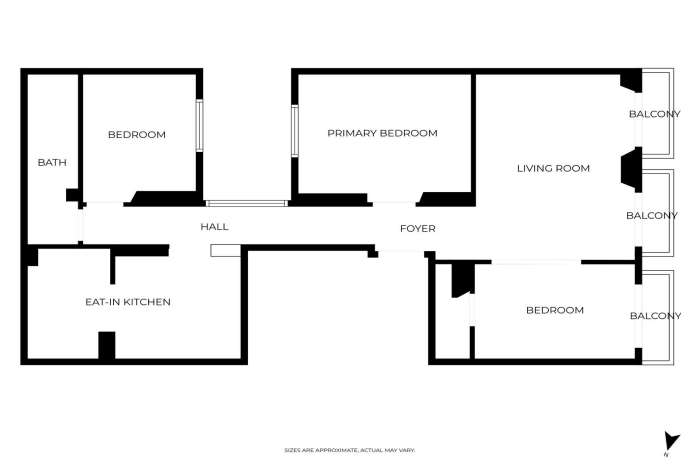 BALCONY
BEDROOM
PRIMARY BEDROOM
BATH
LIVING ROOM
BALCONY
HALL
FOYER
EAT-IN KITCHEN
BEDROOM
BALCONY
SIZES ARE APPROXIMATE, ACTUAL MAY VARY.
N